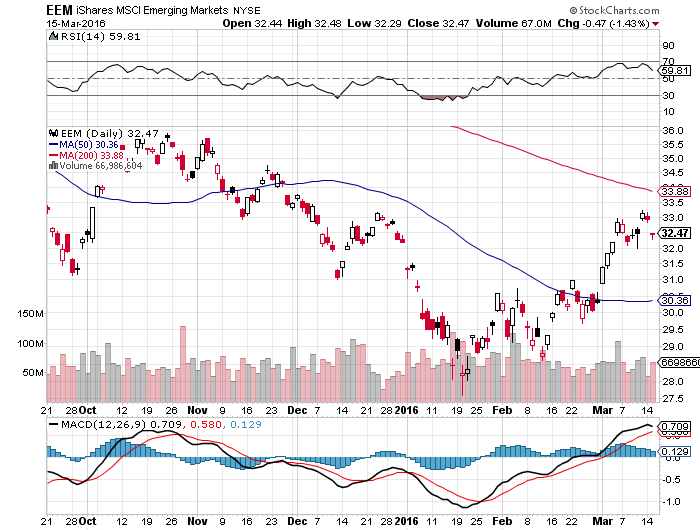 EEM iShares MSCI Emerging Markets NYSE © StockCharts.com
15-Mar-2016 Open 32.44 High 32.48 Low 32.29 Close 32.47 Volume 67.0M Chg -0.47 (-1.43%)
RSI(14) 59.81
90
70
59.81
50
30
10
EEM (Daily) 32.47
MA(50) 30.36
MA(200) 33.88
Volume 66,986,604
36.0
35.5
35.0
34.5
34.0
33.88
33.5
33.0
32.47
32.0
31.5
31.0
30.5
30.36
30.0
29.5
29.0
28.5
28.0
27.5
150M
100M
50M
6698660
21 28 Oct 12 19 26 Nov 9 16 23 Dec 7 14 21 28 2016 11 19 25 Feb 8 16 22 Mar 7 14
MACD(12,26,9) 0.709, 0.580, 0.129
0.709
0.580
0.5
0.129
0.0
-0.5
-1.0
21 28 Oct 12 19 26 Nov 9 16 23 Dec 7 14 21 28 2016 11 19 25 Feb 8 16 22 Mar 7 14